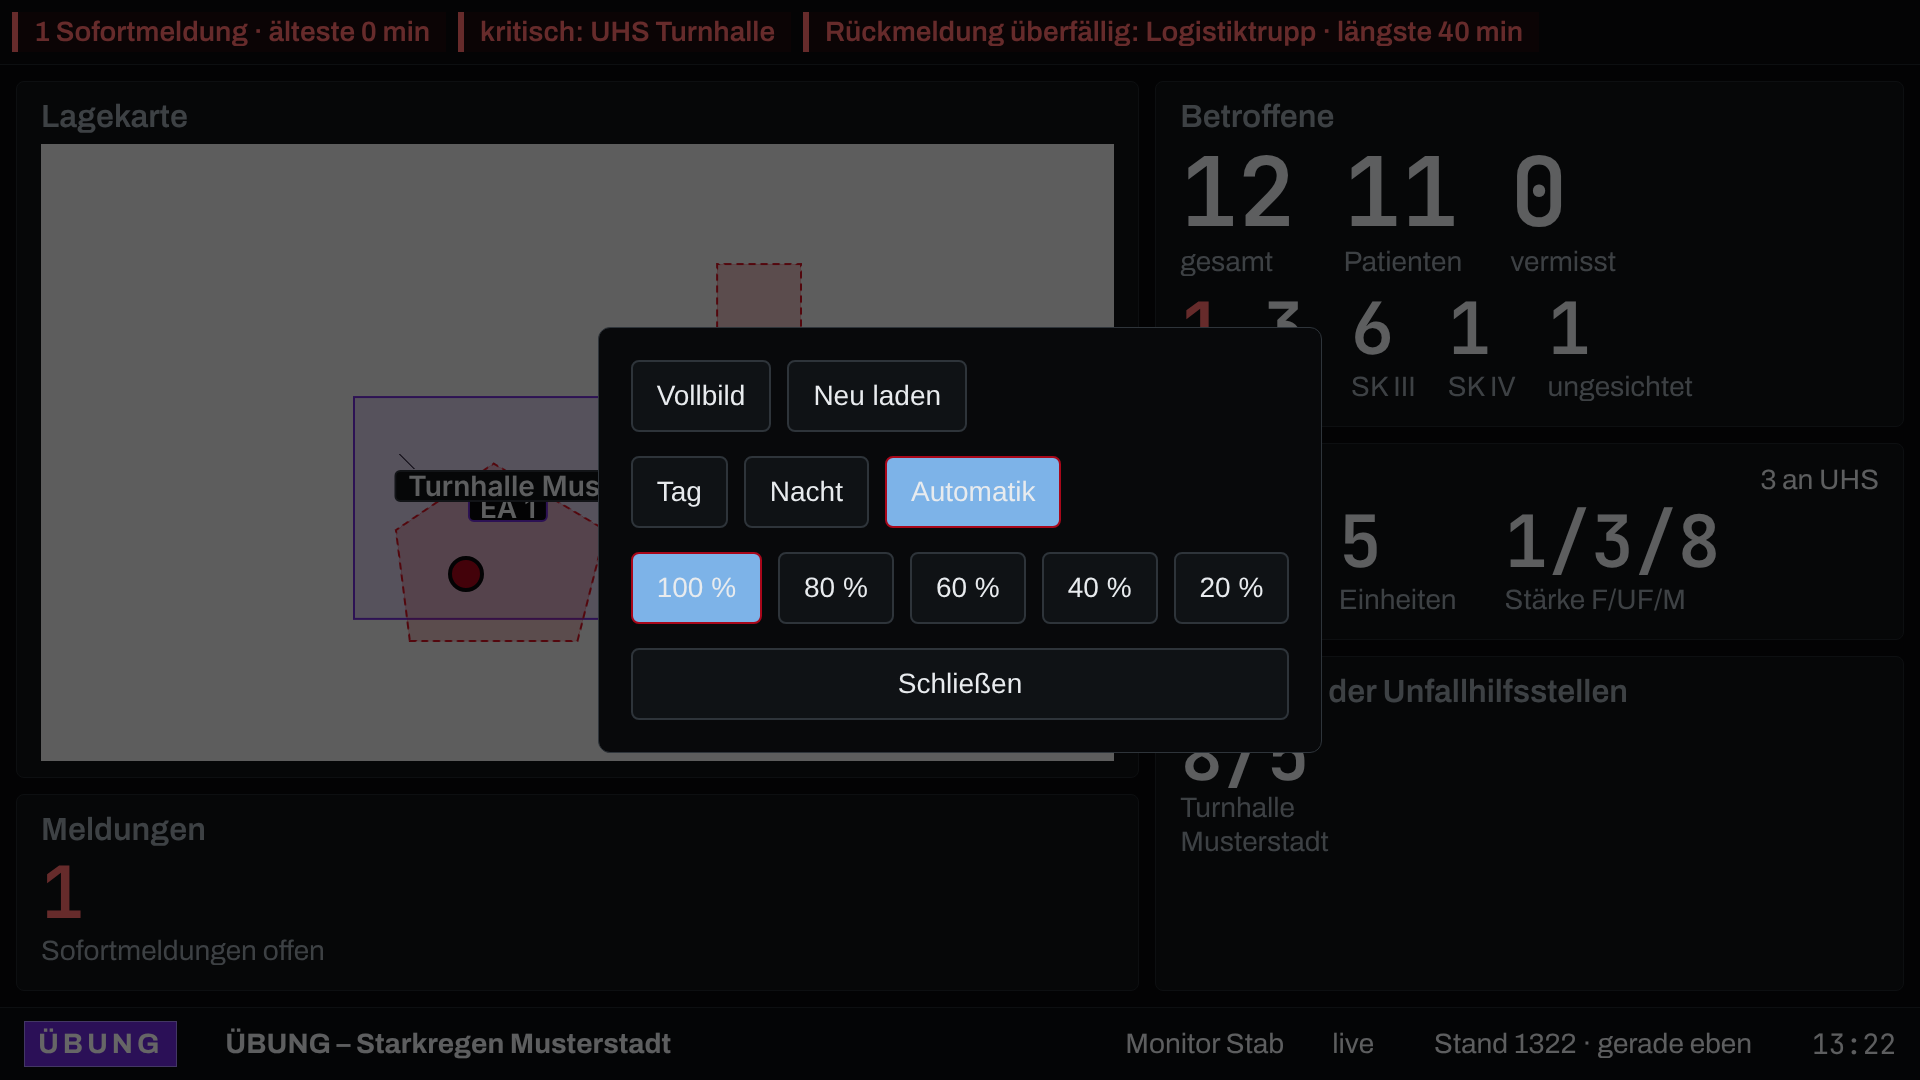 1 Sofortmeldung · älteste 0 min
kritisch: UHS Turnhalle
Rückmeldung überfällig: Logistiktrupp · längste 40 min
Lagekarte
Turnhalle Mus
EA 1
Vollbild
Neu laden
Tag
Nacht
Automatik
100 %
80 %
60 %
40 %
20 %
Schließen
Betroffene
12 11 0
gesamt Patienten vermisst
1 3 6 1 1
SK III SK IV ungesichtet
3 an UHS
5 1/3/8
Einheiten Stärke F/UF/M
der Unfallhilfsstellen
8/5
Turnhalle
Musterstadt
Meldungen
1
Sofortmeldungen offen
ÜBUNG
ÜBUNG – Starkregen Musterstadt
Monitor Stab
live
Stand 1322 · gerade eben
13:22